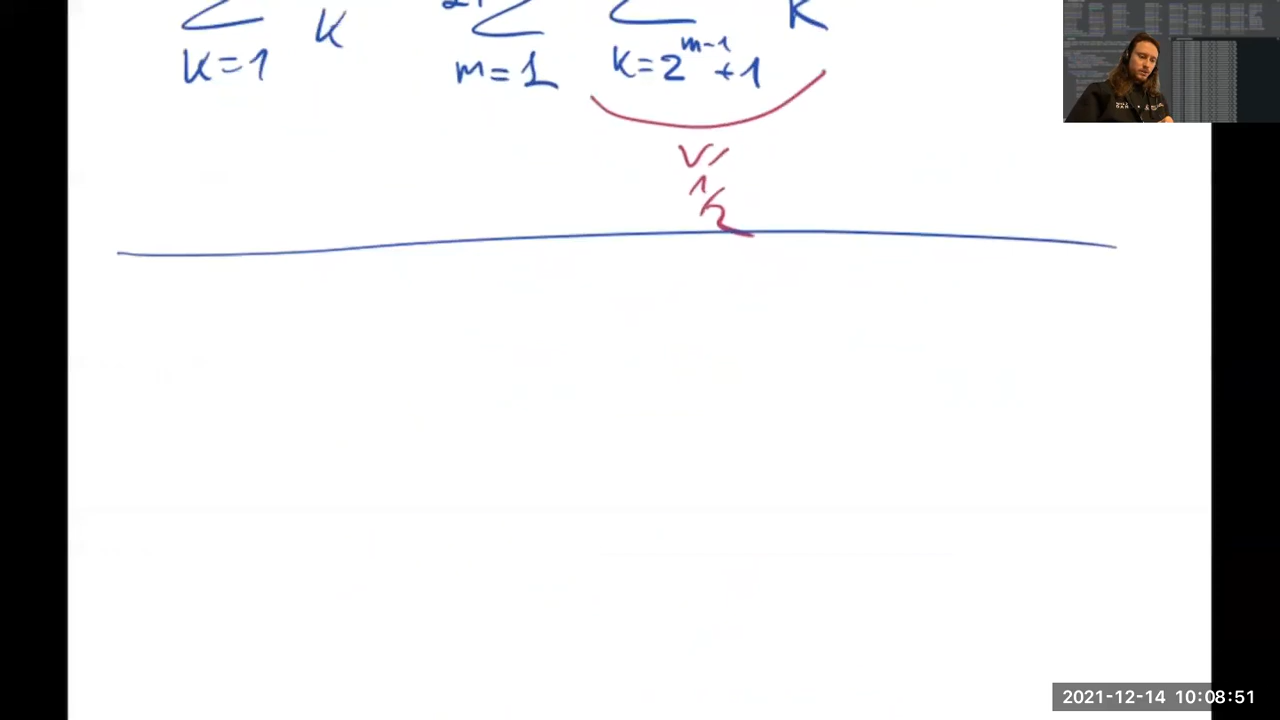 ∑ k ∑ ∑ k
k=1 m=1 k=2^{m-1}+1
V/
1/2
2021-12-14 10:08:51